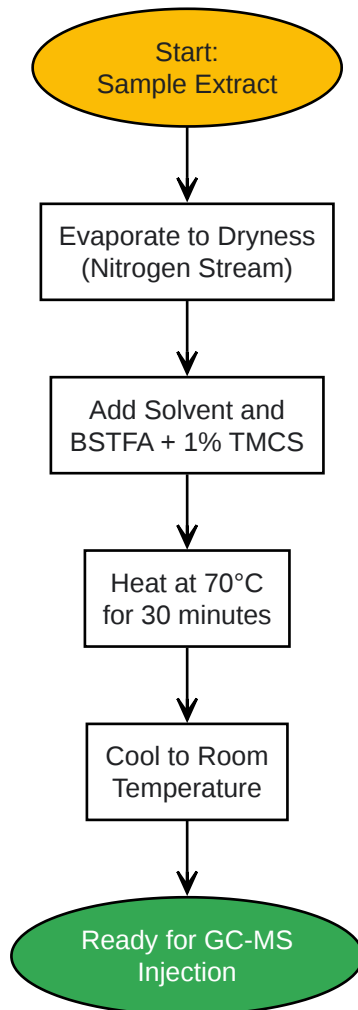 Start:
Sample Extract
Evaporate to Dryness
(Nitrogen Stream)
Add Solvent and
BSTFA + 1% TMCS
Heat at 70°C
for 30 minutes
Cool to Room
Temperature
Ready for GC-MS
Injection